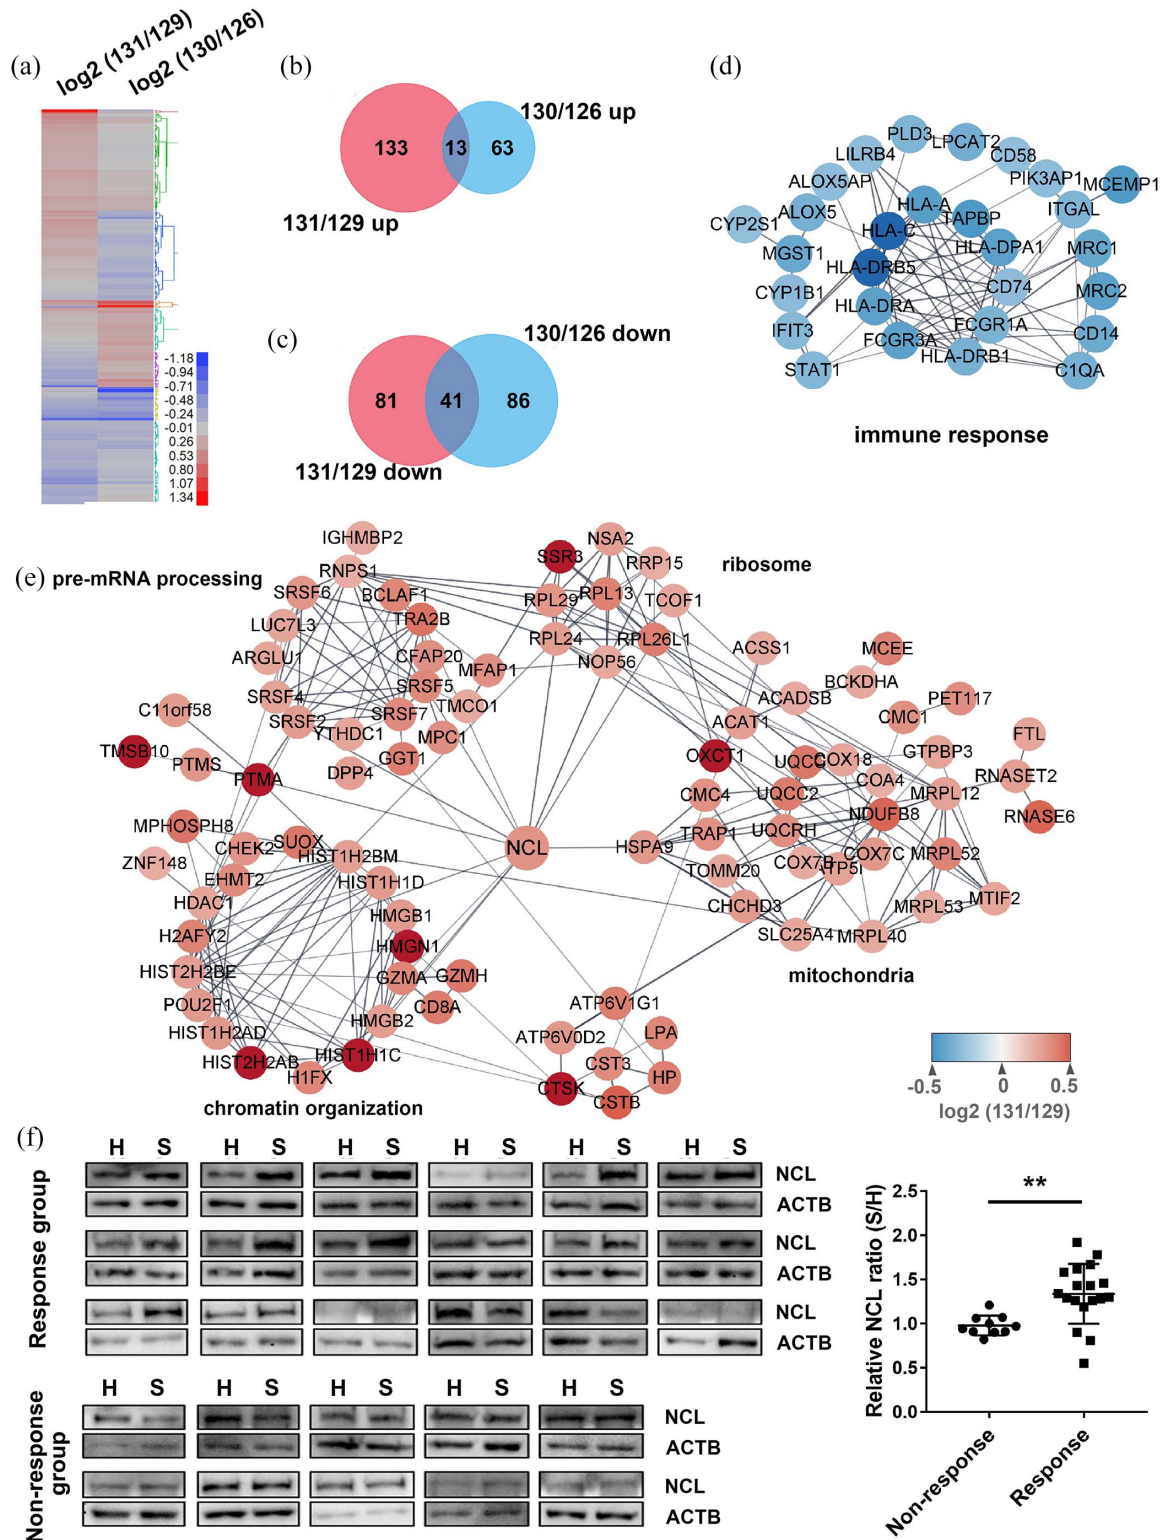 (a)
log2 (131/129)
log2 (130/126)
-1.18
-0.94
-0.71
-0.48
-0.24
-0.01
0.26
0.53
0.80
1.07
1.34
(b)
130/126 up
133
13
63
131/129 up
(c)
130/126 down
81
41
86
131/129 down
(d)
PLD3
LPCAT2
LILRB4
CD58
ALOX5AP
PIK3AP1
MCEMP1
HLA-A
CYP2S1
ALOX5
TAPBP
ITGAL
HLA-C
MGST1
HLA-DPA1
MRC1
HLA-DRB5
CYP1B1
CD74
MRC2
HLA-DRA
IFIT3
FCGR1A
CD14
FCGR3A
HLA-DRB1
STAT1
C1QA
immune response
(e)
pre-mRNA processing
IGHMBP2
RNPS1
SRSF6
BCLAF1
LUC7L3
TRA2B
ARGLU1
CFAP20
MFAP1
SRSF5
SRSF4
TMCO1
SRSF2
SRSF7
YTHDC1
MPC1
GGT1
DPP4
C11orf58
TMSB10
PTMS
PTMA
ribosome
SSR3
NSA2
RRP15
RPL29
RPL13
TCOF1
RPL24
RPL26L1
NOP56
NCL
ACSS1
MCEE
BCKDHA
ACADSB
PET117
CMC1
ACAT1
FTL
OXCT1
COX18
GTPBP3
COA4
RNASET2
CMC4
UQCC2
MRPL12
NDUFB8
RNASE6
TRAP1
UQCRH
HSPA9
COX7B
COX7C
MRPL52
TOMM20
ATP5I
CHCHD3
MRPL53
MTIF2
SLC25A4
MRPL40
mitochondria
MPHOSPH8
CHEK2
SUOX
ZNF148
HIST1H2BM
EHMT2
HIST1H1D
HDAC1
HMGB1
H2AFY2
HMGN1
HIST2H2BE
GZMA
GZMH
POU2F1
CD8A
HIST1H2AD
HMGB2
HIST2H2AB
HIST1H1C
H1FX
chromatin organization
ATP6V1G1
ATP6V0D2
LPA
CST3
HP
CTSK
CSTB
-0.5
0
0.5
log2 (131/129)
(f)
H S H S H S H S H S H S
Response group
NCL
ACTB
NCL
ACTB
NCL
ACTB
H S H S H S H S H S
Non-response
group
NCL
ACTB
NCL
ACTB
Relative NCL ratio (S/H)
2.5
2.0
1.5
1.0
0.5
0.0
**
Non-response
Response